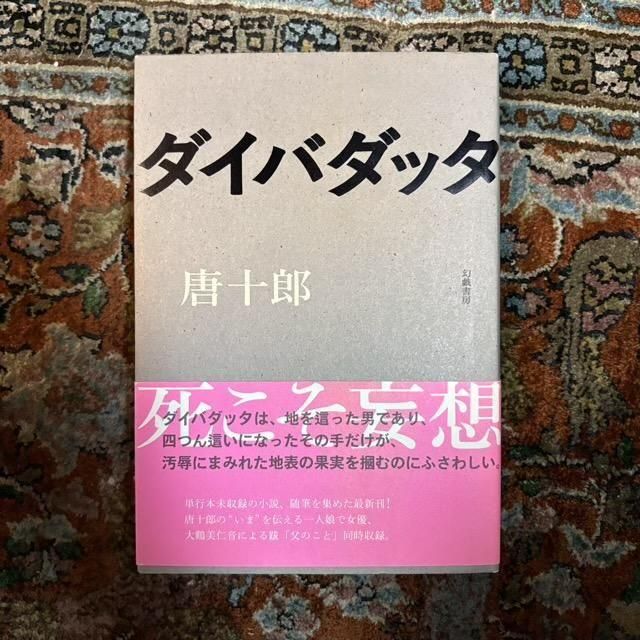 ダイバダッタ
唐十郎
幻戯書房
死こそ妄想
ダイバダッタは、地を這った男であり、
四つん這いになったその手だけが、
汚辱にまみれた地表の果実を摑むのにふさわしい。
単行本未収録の小説、随筆を集めた最新刊！
唐十郎の“いま”を伝える一人娘で女優、
大鶴美仁音による跋「父のこと」同時収録。